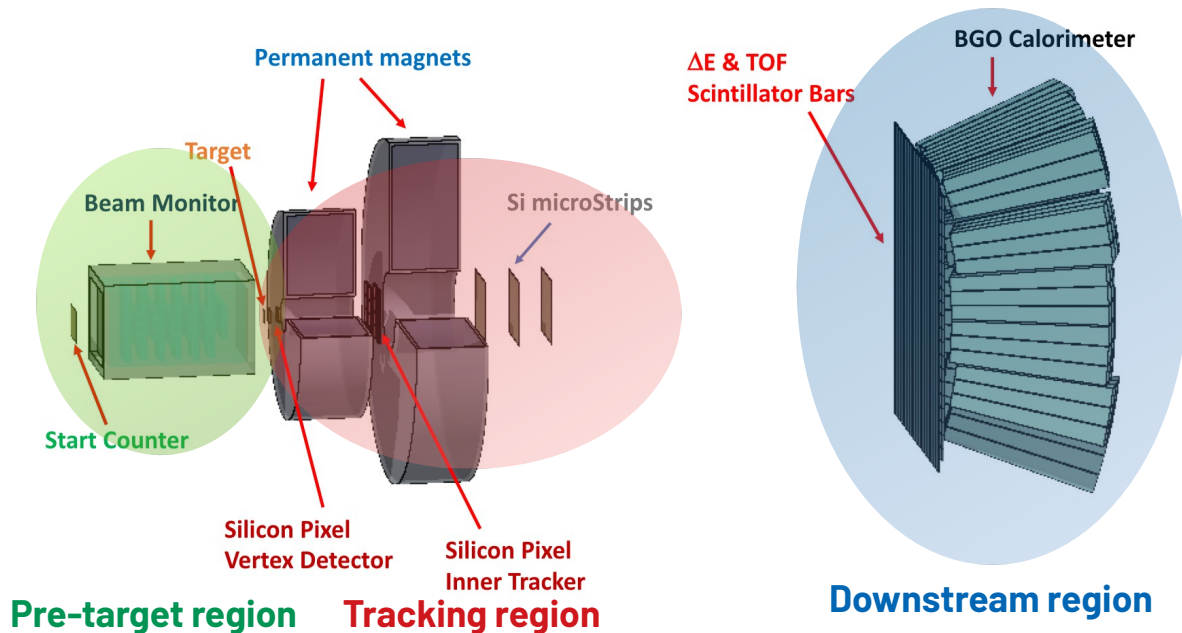 Permanent magnets
BGO Calorimeter
ΔE & TOF
Scintillator Bars
Target
Beam Monitor
Si microStrips
Start Counter
Silicon Pixel
Vertex Detector
Silicon Pixel
Inner Tracker
Pre-target region
Tracking region
Downstream region